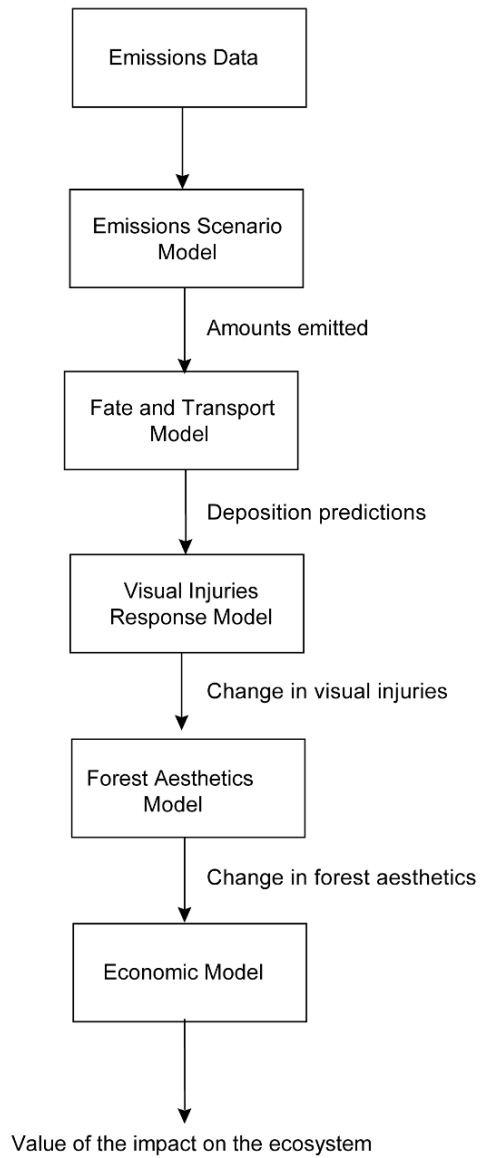 Emissions Data
Emissions Scenario
Model
Amounts emitted
Fate and Transport
Model
Deposition predictions
Visual Injuries
Response Model
Change in visual injuries
Forest Aesthetics
Model
Change in forest aesthetics
Economic Model
Value of the impact on the ecosystem